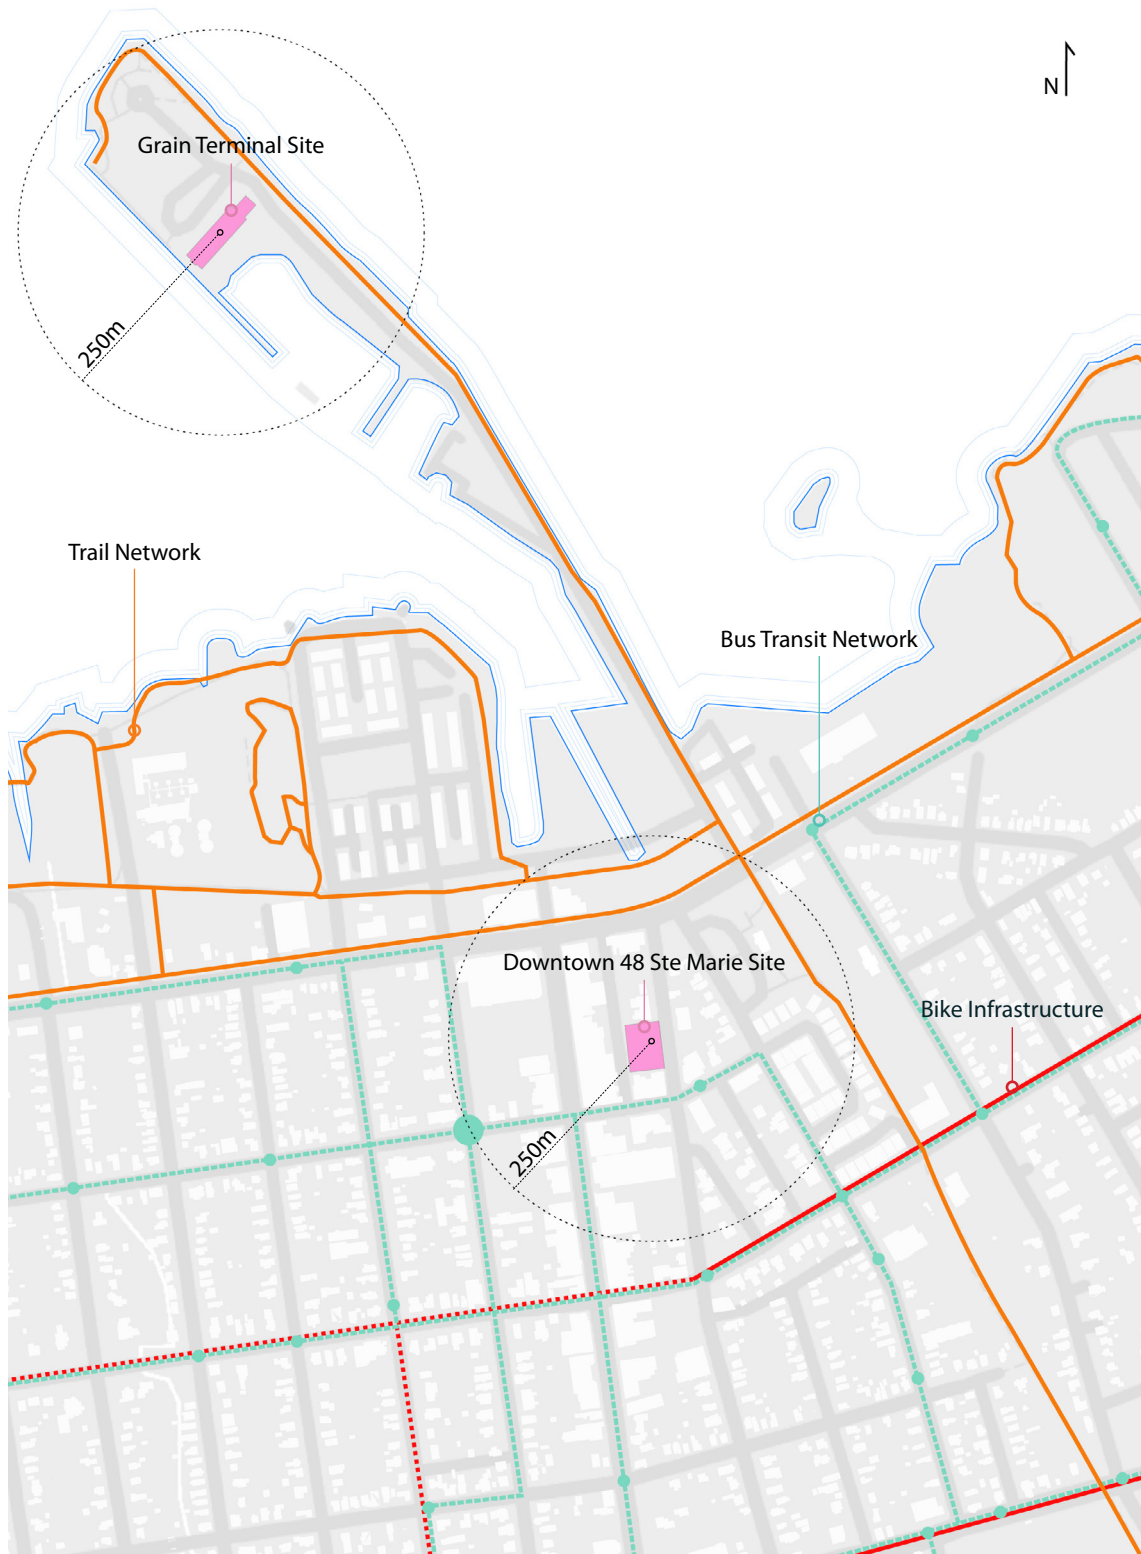 N
Grain Terminal Site
250m
Trail Network
Bus Transit Network
Downtown 48 Ste Marie Site
Bike Infrastructure
250m